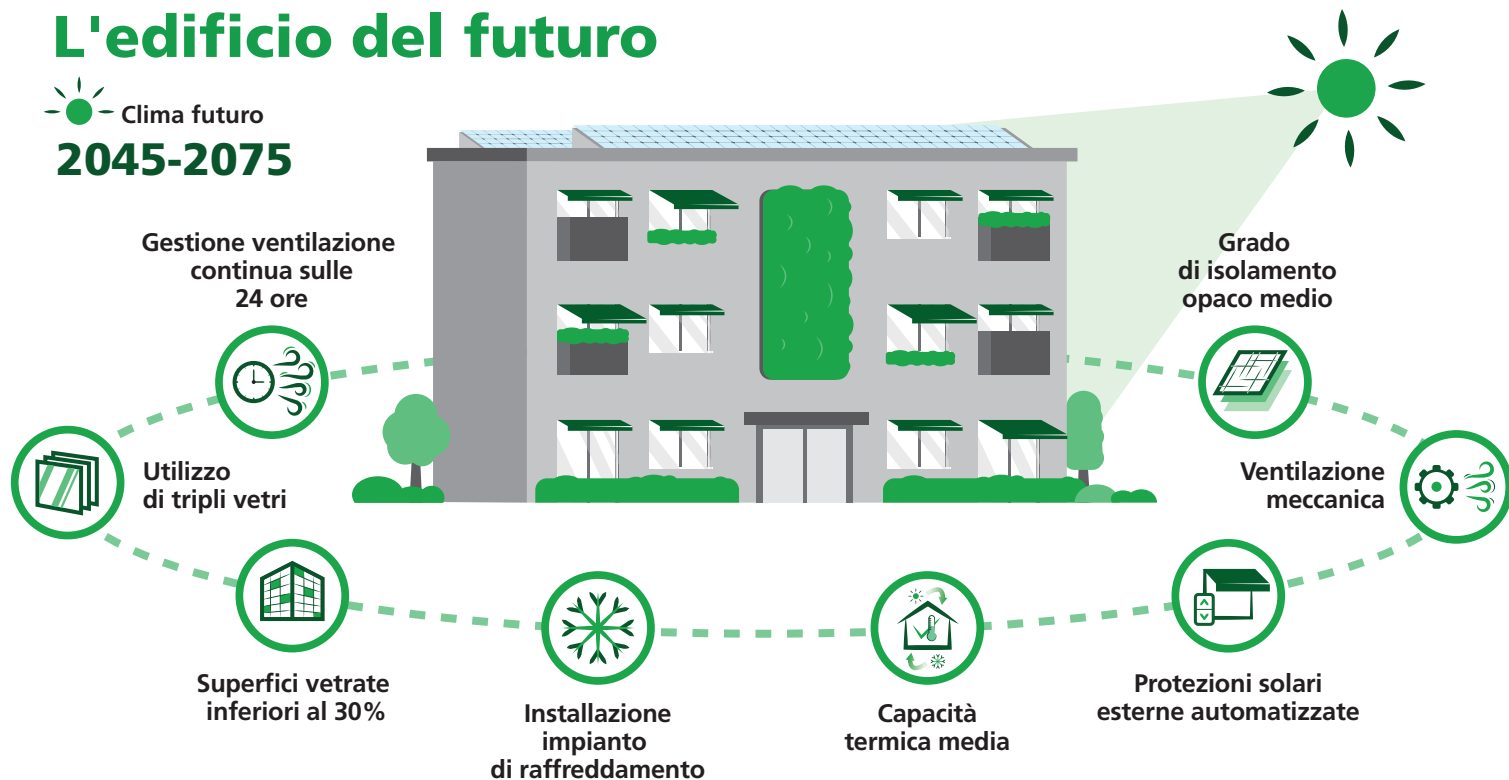 L'edificio del futuro
Clima futuro
2045-2075
Gestione ventilazione
continua sulle
24 ore
Grado
di isolamento
opaco medio
Utilizzo
di tripli vetri
Ventilazione
meccanica
Superfici vetrate
inferiori al 30%
Installazione
impianto
di raffreddamento
Capacità
termica media
Protezioni solari
esterne automatizzate